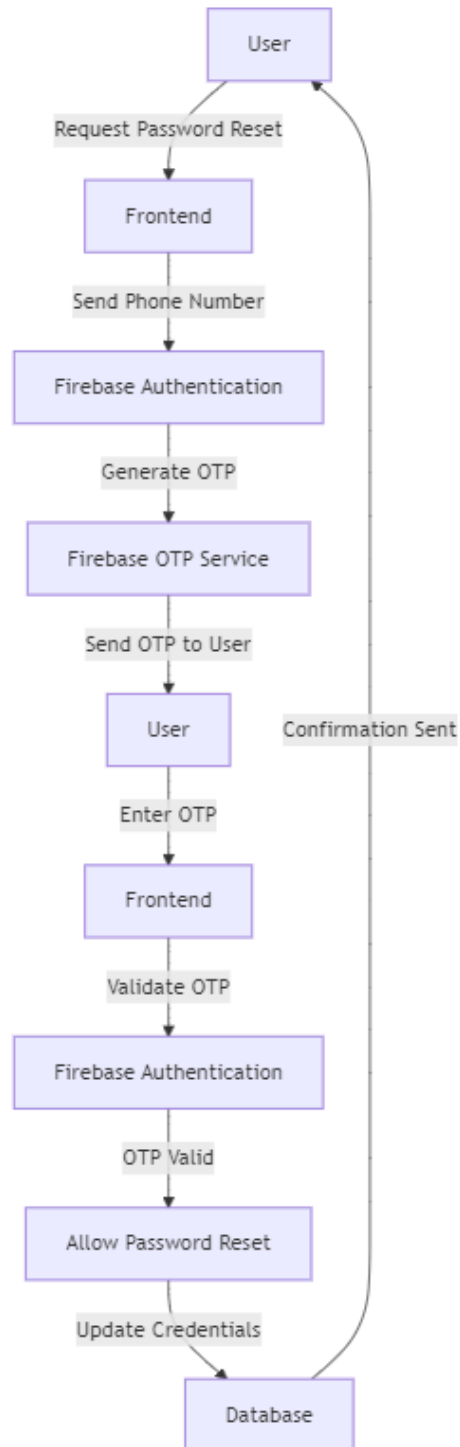 User
Request Password Reset
Frontend
Send Phone Number
Firebase Authentication
Generate OTP
Firebase OTP Service
Send OTP to User
User
Confirmation Sent
Enter OTP
Frontend
Validate OTP
Firebase Authentication
OTP Valid
Allow Password Reset
Update Credentials
Database